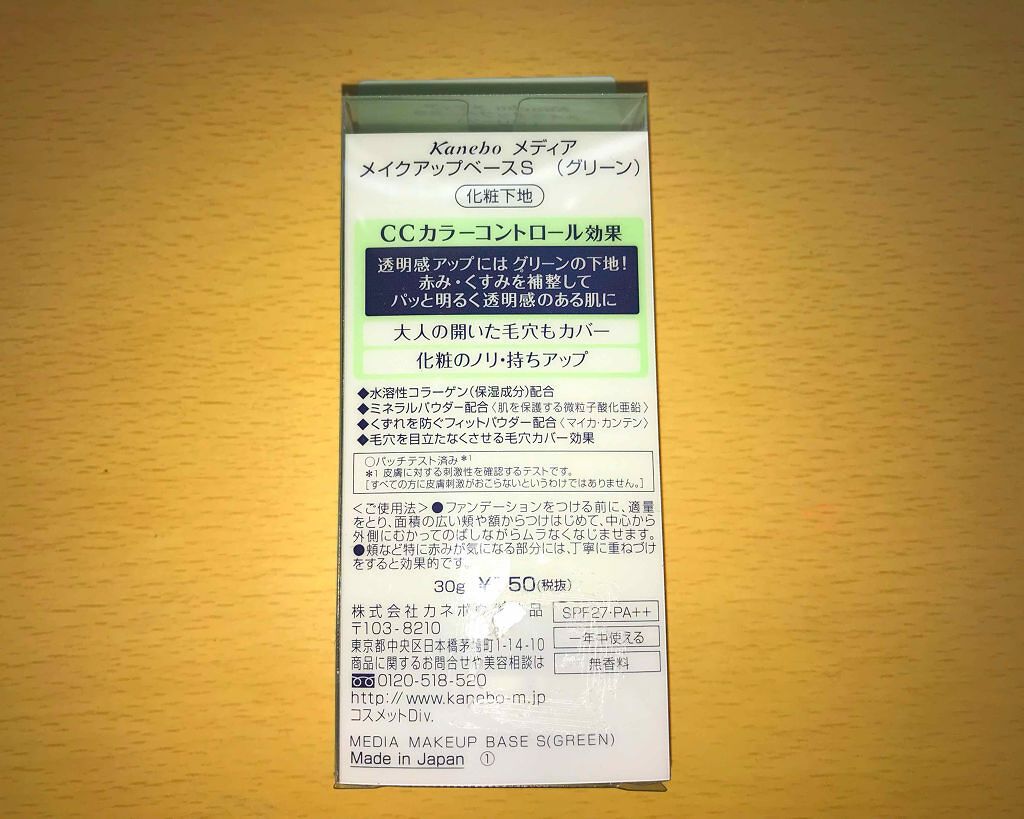 Kanebo メディア
メイクアップベースS (グリーン)
化粧下地
CCカラーコントロール効果
透明感アップには グリーンの下地!
赤み・くすみを補整して
パッと明るく透明感のある肌に
大人の開いた毛穴もカバー
化粧のノリ・持ちアップ
◆水溶性コラーゲン(保湿成分)配合
◆ミネラルパウダー配合〈肌を保護する微粒子酸化亜鉛〉
◆くずれを防ぐフィットパウダー配合〈マイカ・カンテン〉
◆毛穴を目立たなくさせる毛穴カバー効果
○パッチテスト済み*1
*1 皮膚に対する刺激性を確認するテストです。
[すべての方に皮膚刺激がおこらないというわけではありません。]
<ご使用法> ●ファンデーションをつける前に、適量
をとり、面積の広い頬や額からつけはじめて、中心から
外側にむかってのばしながらムラなくなじませます。
●頬など特に赤みが気になる部分には、丁寧に重ねづけ
をすると効果的です。
30g ¥ 50(税抜)
株式会社カネボウ 品
〒103-8210
東京都中央区日本橋茅場町1-14-10
商品に関するお問合せや美容相談は
0120-518-520
http://www.kanebo-m.jp
コスメットDiv.
SPF27・PA++
一年中使える
無香料
MEDIA MAKEUP BASE S(GREEN)
Made in Japan ①